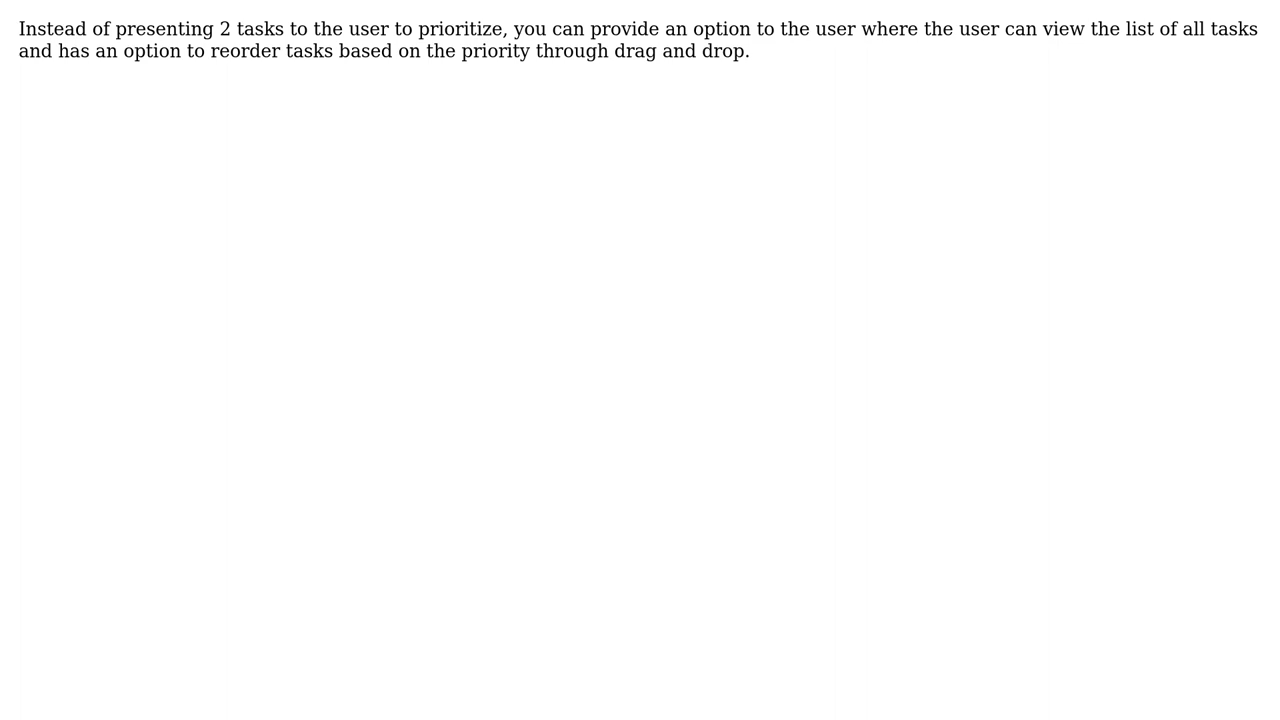 Instead of presenting 2 tasks to the user to prioritize, you can provide an option to the user where the user can view the list of all tasks
and has an option to reorder tasks based on the priority through drag and drop.